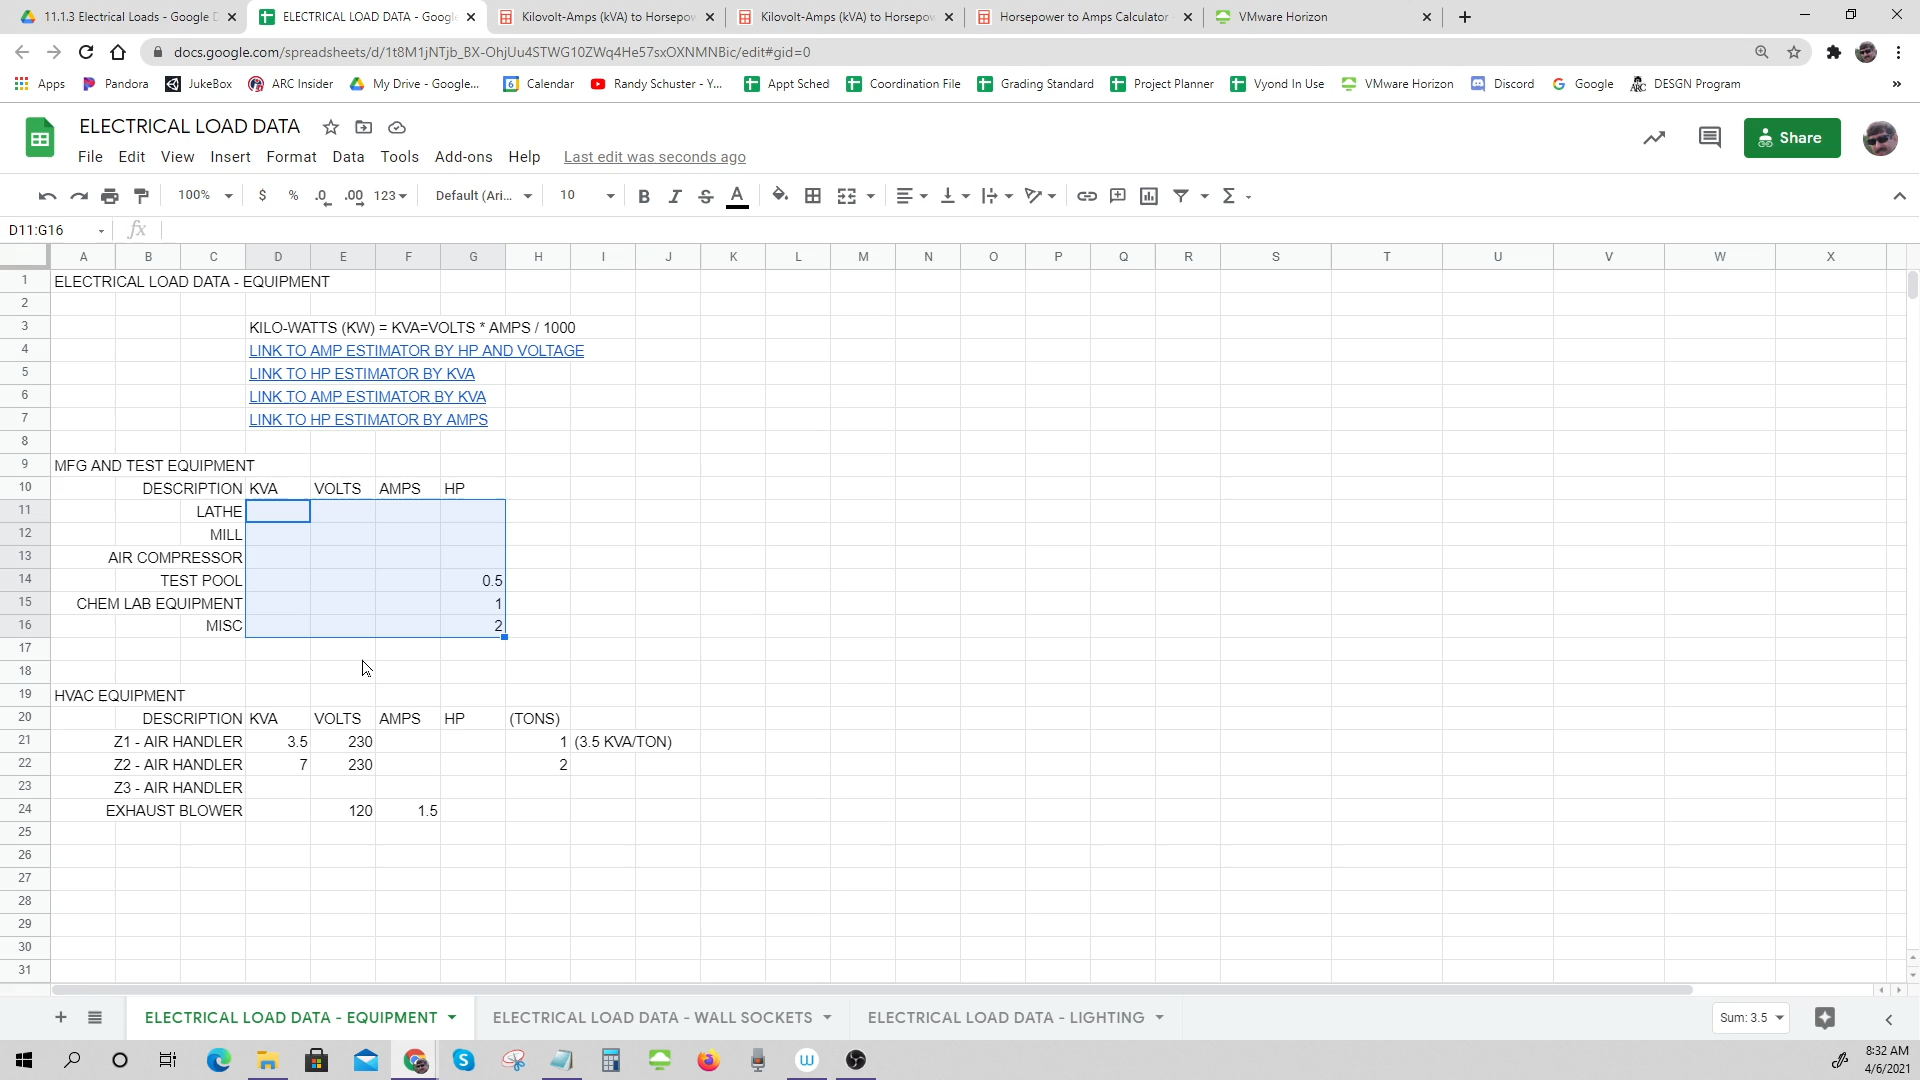 11.1.3 Electrical Loads - Google D
ELECTRICAL LOAD DATA - Google
Kilovolt-Amps (kVA) to Horsepow
Kilovolt-Amps (kVA) to Horsepow
Horsepower to Amps Calculator
VMware Horizon
docs.google.com/spreadsheets/d/1t8M1jNTjb_BX-OhjUu4STWG10ZWq4He57sxOXNMNBic/edit#gid=0
Apps Pandora JukeBox ARC Insider My Drive - Google... Calendar Randy Schuster - Y... Appt Sched Coordination File Grading Standard Project Planner Vyond In Use VMware Horizon Discord Google DESGN Program »
ELECTRICAL LOAD DATA
Share
File Edit View Insert Format Data Tools Add-ons Help Last edit was seconds ago
100% $ % .0 .00 123 Default (Ari... 10 B I S A Σ
D11:G16 fx
A B C D E F G H I J K L M N O P Q R S T U V W X
1 ELECTRICAL LOAD DATA - EQUIPMENT
2
3 KILO-WATTS (KW) = KVA=VOLTS * AMPS / 1000
4 LINK TO AMP ESTIMATOR BY HP AND VOLTAGE
5 LINK TO HP ESTIMATOR BY KVA
6 LINK TO AMP ESTIMATOR BY KVA
7 LINK TO HP ESTIMATOR BY AMPS
8
9 MFG AND TEST EQUIPMENT
10 DESCRIPTION KVA VOLTS AMPS HP
11 LATHE
12 MILL
13 AIR COMPRESSOR
14 TEST POOL 0.5
15 CHEM LAB EQUIPMENT 1
16 MISC 2
17
18
19 HVAC EQUIPMENT
20 DESCRIPTION KVA VOLTS AMPS HP (TONS)
21 Z1 - AIR HANDLER 3.5 230 1 (3.5 KVA/TON)
22 Z2 - AIR HANDLER 7 230 2
23 Z3 - AIR HANDLER
24 EXHAUST BLOWER 120 1.5
25
26
27
28
29
30
31
ELECTRICAL LOAD DATA - EQUIPMENT ELECTRICAL LOAD DATA - WALL SOCKETS ELECTRICAL LOAD DATA - LIGHTING Sum: 3.5
8:32 AM
4/6/2021